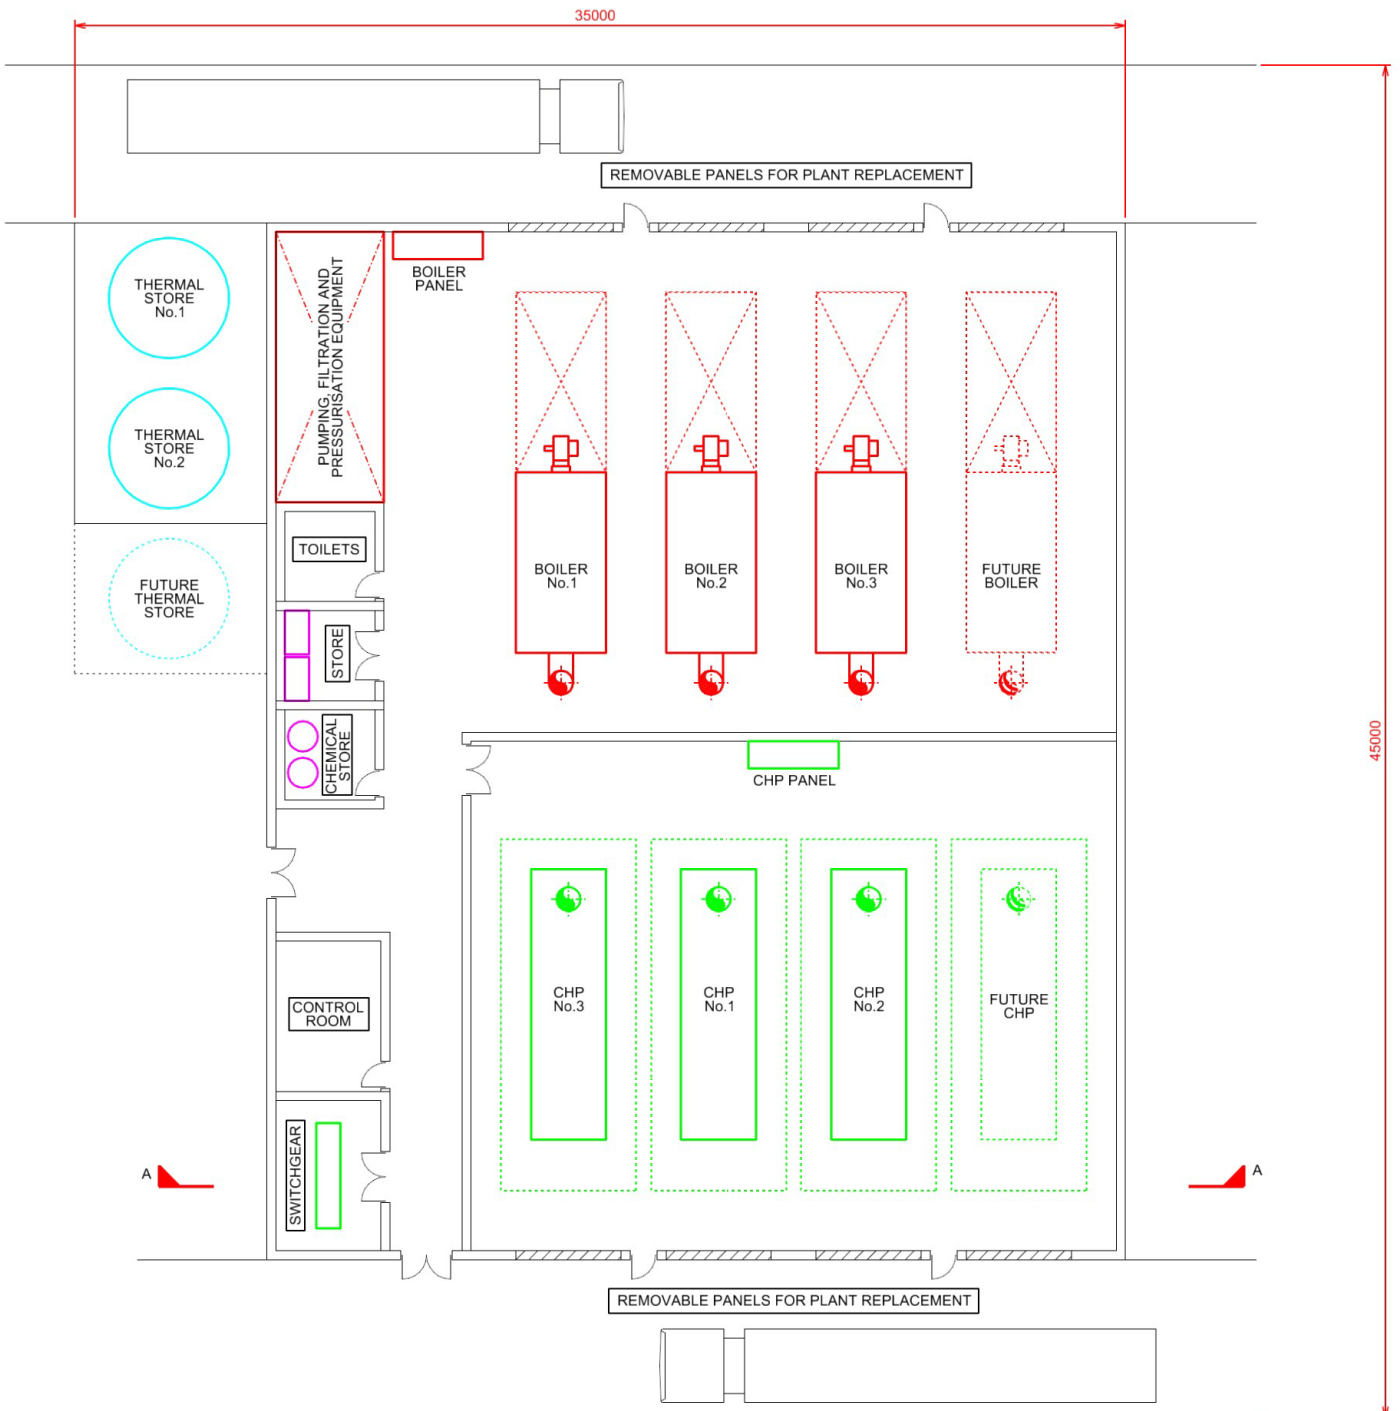 35000
REMOVABLE PANELS FOR PLANT REPLACEMENT
THERMAL
STORE
No.1
PUMPING, FILTRATION AND
PRESSURISATION EQUIPMENT
BOILER
PANEL
THERMAL
STORE
No.2
TOILETS
FUTURE
THERMAL
STORE
BOILER
No.1
BOILER
No.2
BOILER
No.3
FUTURE
BOILER
STORE
CHEMICAL
STORE
CHP PANEL
45000
CONTROL
ROOM
CHP
No.3
CHP
No.1
CHP
No.2
FUTURE
CHP
SWITCHGEAR
A
A
REMOVABLE PANELS FOR PLANT REPLACEMENT